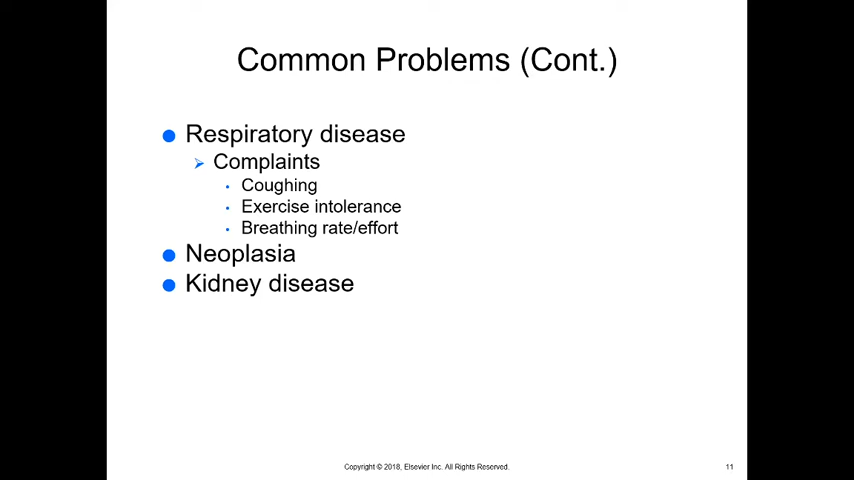 Common Problems (Cont.)
Respiratory disease
Complaints
Coughing
Exercise intolerance
Breathing rate/effort
Neoplasia
Kidney disease
Copyright © 2018, Elsevier Inc. All Rights Reserved.
11